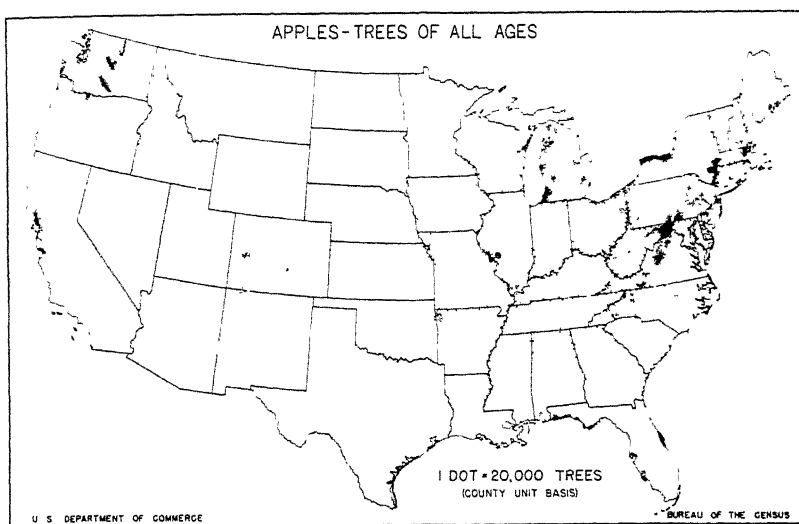 APPLES-TREES OF ALL AGES
1 DOT = 20,000 TREES
(COUNTY UNIT BASIS)
U S DEPARTMENT OF COMMERCE
BUREAU OF THE CENSUS